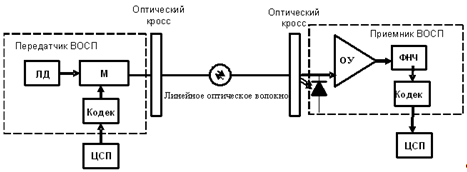 Оптический
кросс
Оптический
кросс
Передатчик ВОСП
Приемник ВОСП
ЛД
М
ОУ
ФНЧ
Линейное оптическое волокно
Кодек
Кодек
ЦСП
ЦСП